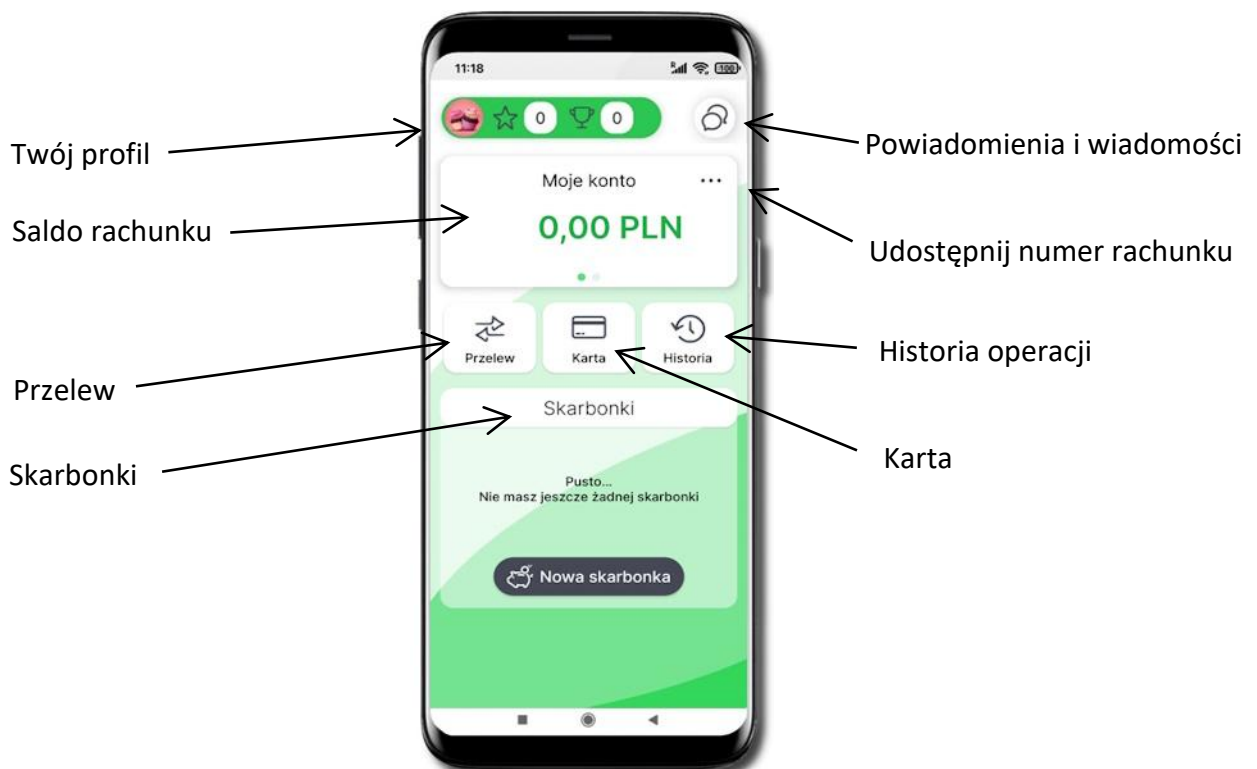 11:18
R
100
0
0
Twój profil
Powiadomienia i wiadomości
Moje konto
Saldo rachunku
0,00 PLN
Udostępnij numer rachunku
Przelew
Karta
Historia
Historia operacji
Przelew
Skarbonki
Karta
Skarbonki
Pusto...
Nie masz jeszcze żadnej skarbonki
Nowa skarbonka